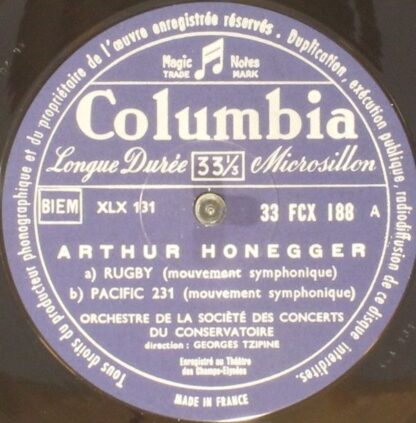 Tous droits du producteur phonographique et du propriétaire de l'œuvre enregistrée réservés. Duplication, exécution publique, radiodiffusion de ce disque interdites.
Magic Notes
TRADE MARK
Columbia
Longue Durée 33⅓ Microsillon
BIEM XLX 131 33 FCX 188 A
ARTHUR HONEGGER
a) RUGBY (mouvement symphonique)
b) PACIFIC 231 (mouvement symphonique)
ORCHESTRE DE LA SOCIÈTÉ DES CONCERTS
DU CONSERVATOIRE
direction : GEORGES TZIPINE
Enregistré au Théâtre
des Champs-Elysées
MADE IN FRANCE